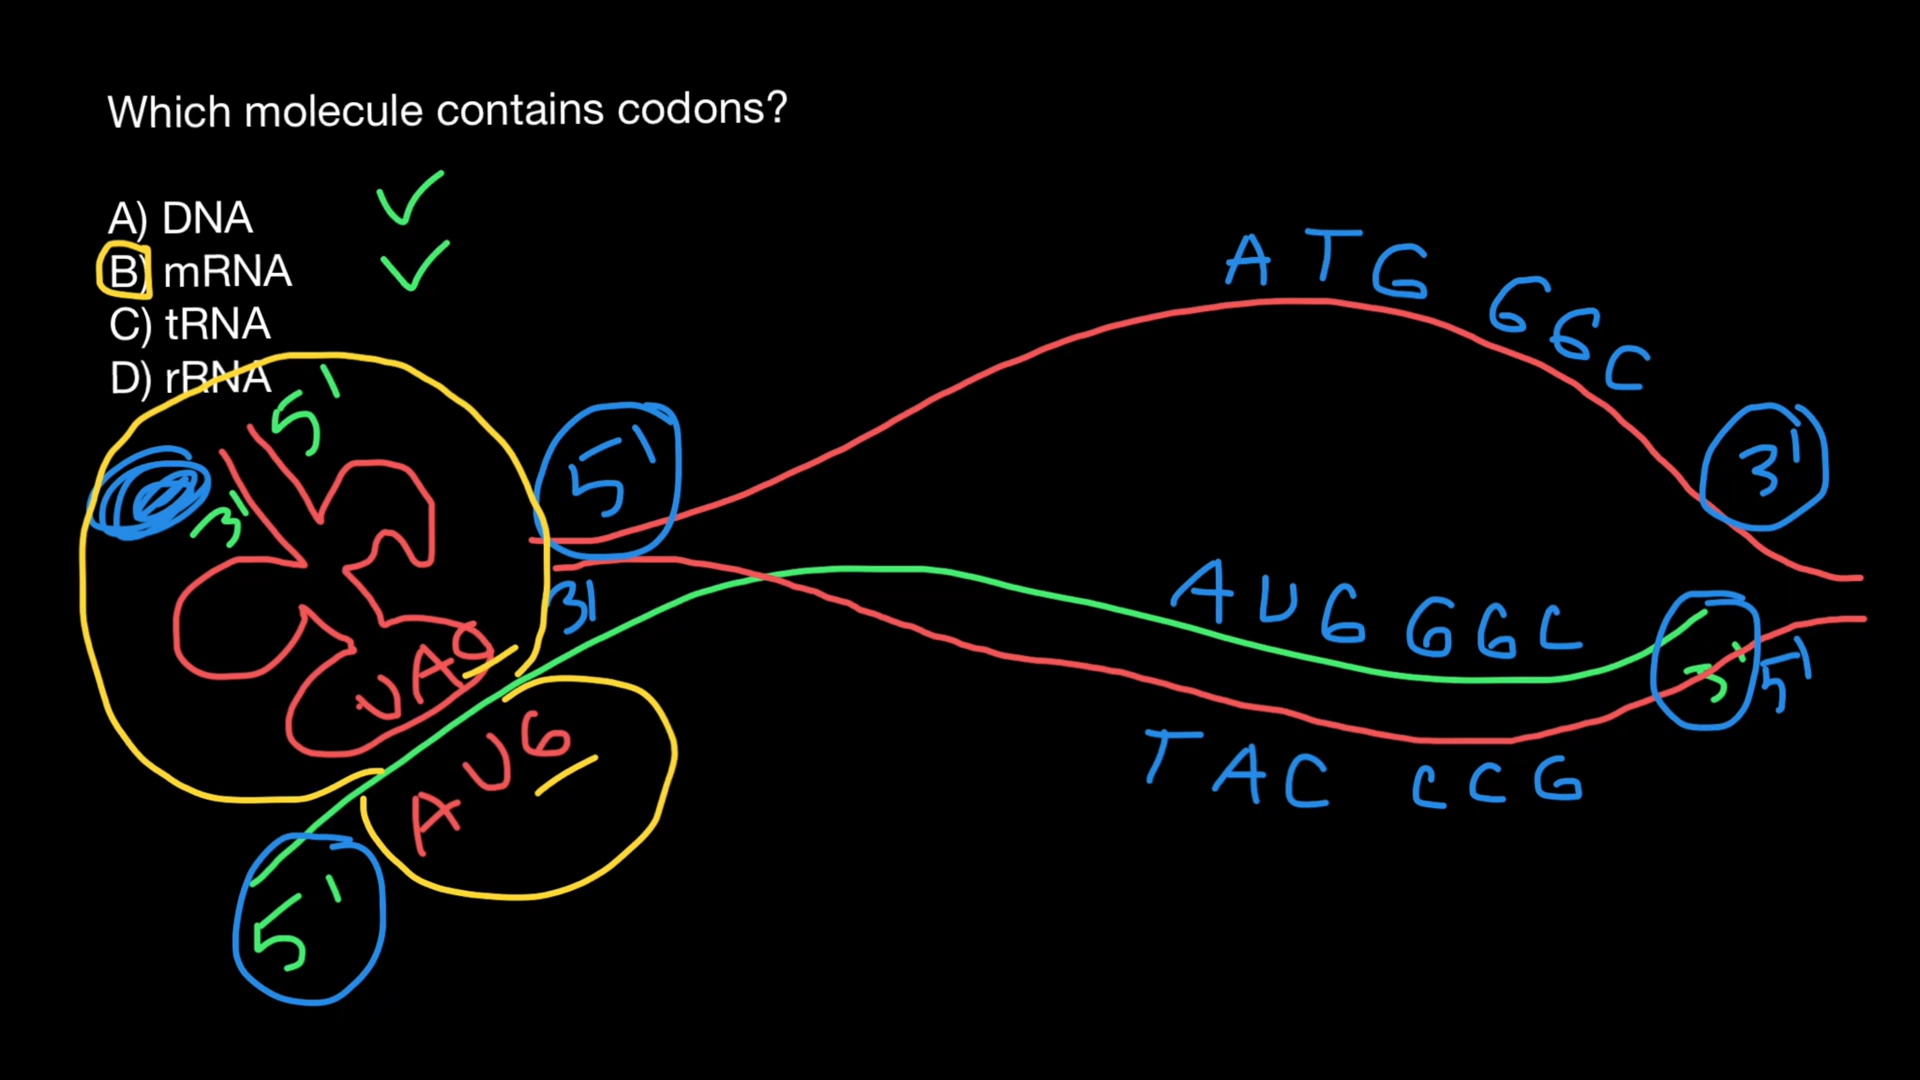 Which molecule contains codons?
A) DNA
B) mRNA
C) tRNA
D) rRNA
ATG GGC
5'
3'
5'
3'
3'
AUG GGC
3'
5'
UAC
TAC CCG
AUG
5'